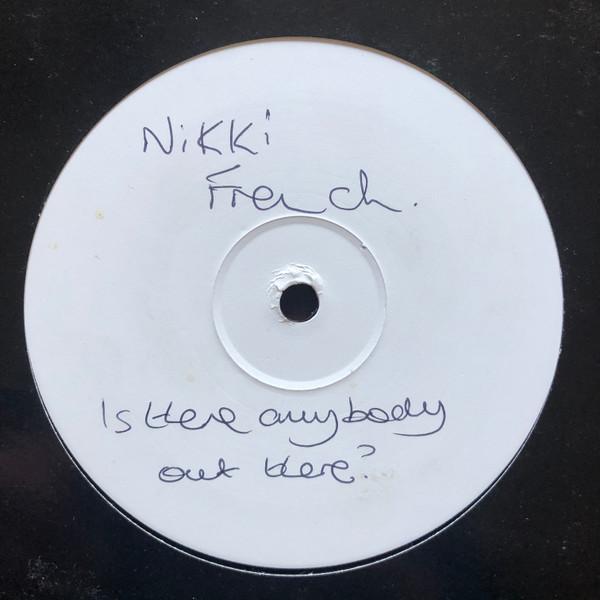 Nikki
French.
Is there anybody
out there?